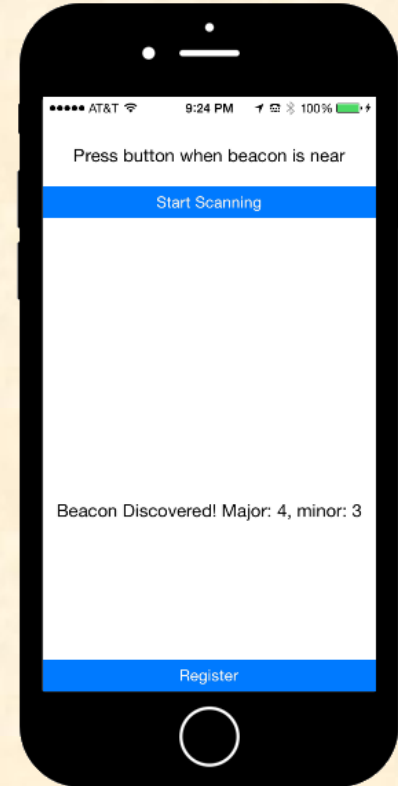 AT&T 9:24 PM 100%
Press button when beacon is near
Start Scanning
Beacon Discovered! Major: 4, minor: 3
Register